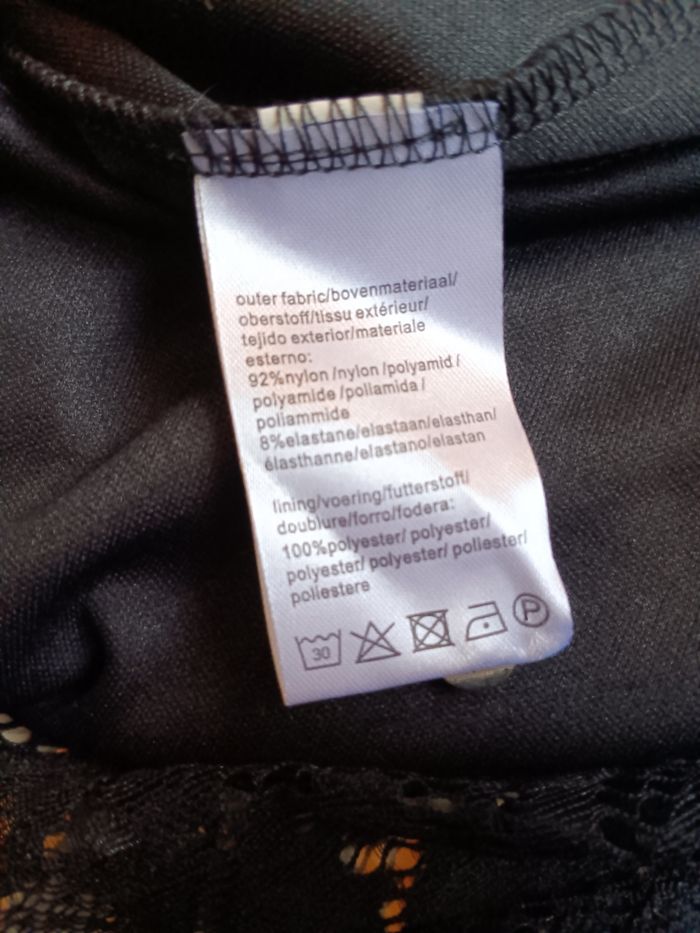 outer fabric/bovenmateriaal/
oberstoff/tissu extérieur/
tejido exterior/materiale
esterno:
92%nylon /nylon /polyamid /
polyamide /poliamida /
poliammide
8%elastane/elastaan/elasthan/
élasthanne/elastano/elastan
lining/voering/futterstoff/
doublure/forro/fodera:
100%polyester/ polyester/
polyester/ polyester/ poliester/
poliestere
30 P